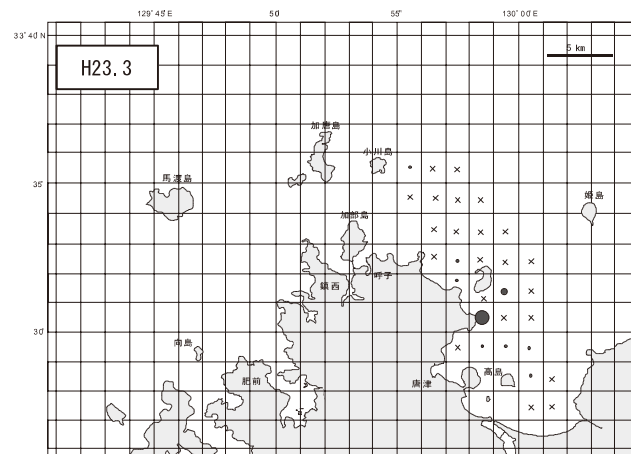 129°45′E 50 55′ 130°00′E
33°40′N
H23.3
5 km
加唐島
小川島
35′
馬渡島
姫島
加部島
呼子
鎮西
30′
向島
肥前
高島
唐津